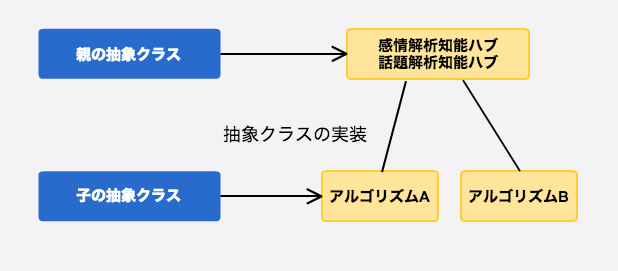 親の抽象クラス
感情解析知能ハブ
話題解析知能ハブ
抽象クラスの実装
子の抽象クラス
アルゴリズムA
アルゴリズムB